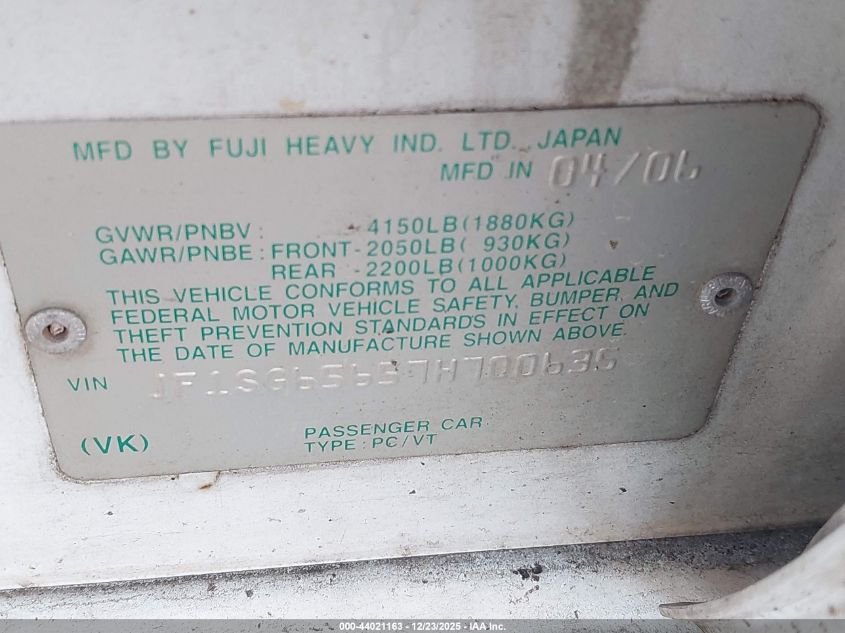 MFD BY FUJI HEAVY IND. LTD. JAPAN
MFD IN 04/06
GVWR/PNBV: 4150LB(1880KG)
GAWR/PNBE: FRONT-2050LB( 930KG)
REAR -2200LB(1000KG)
THIS VEHICLE CONFORMS TO ALL APPLICABLE
FEDERAL MOTOR VEHICLE SAFETY, BUMPER, AND
THEFT PREVENTION STANDARDS IN EFFECT ON
THE DATE OF MANUFACTURE SHOWN ABOVE.
VIN JF1SG65657H700635
(VK)
PASSENGER CAR
TYPE: PC/VT
000-44021163 - 12/23/2025 - IAA Inc.